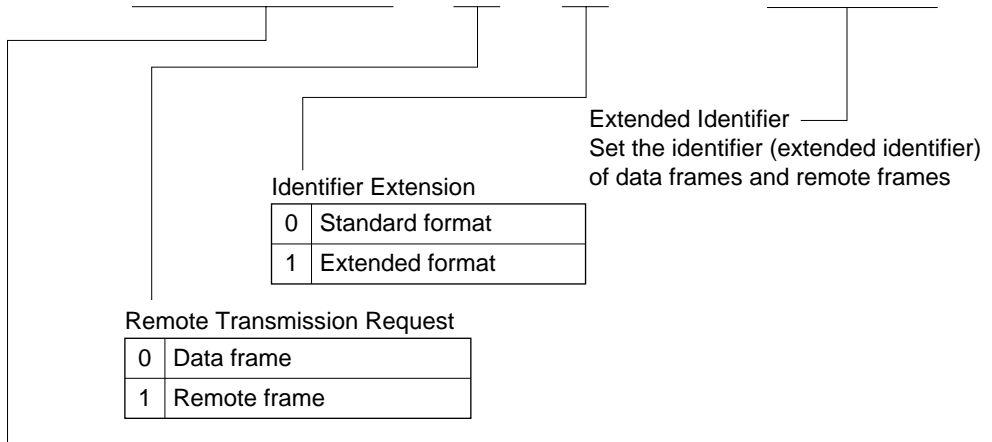 Extended Identifier
Set the identifier (extended identifier)
of data frames and remote frames
Identifier Extension
0 Standard format
1 Extended format
Remote Transmission Request
0 Data frame
1 Remote frame